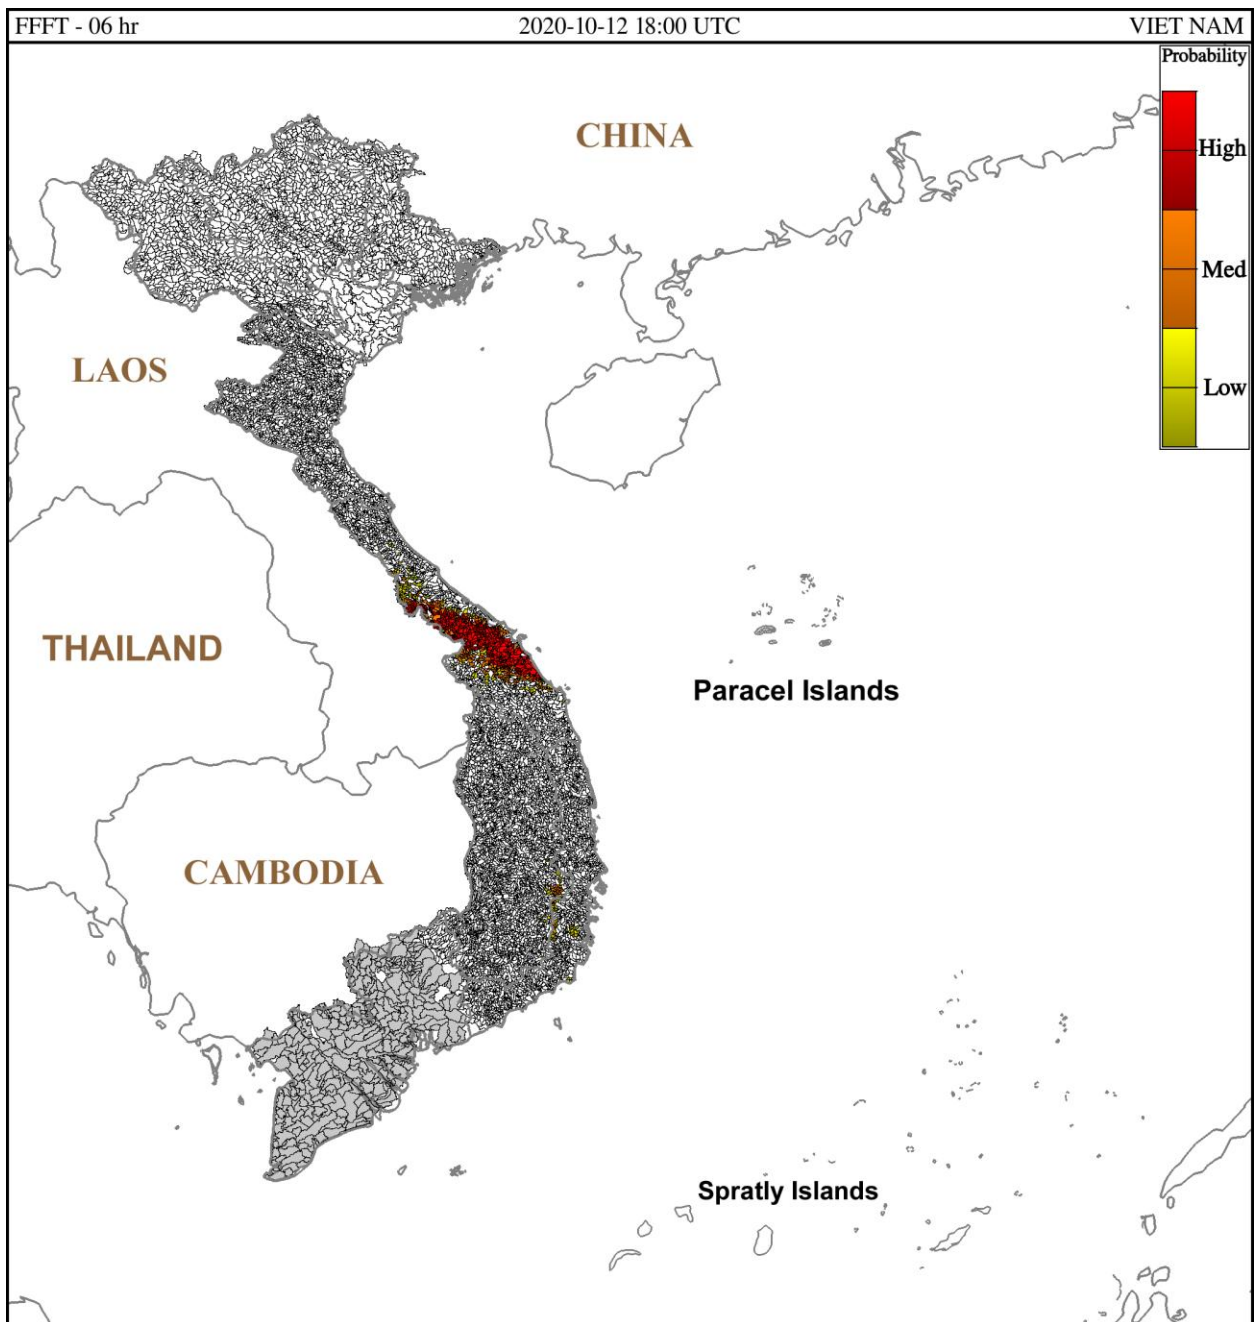 FFFT - 06 hr 2020-10-12 18:00 UTC VIET NAM
Probability
CHINA
High
Med
LAOS
Low
THAILAND
Paracel Islands
CAMBODIA
Spratly Islands